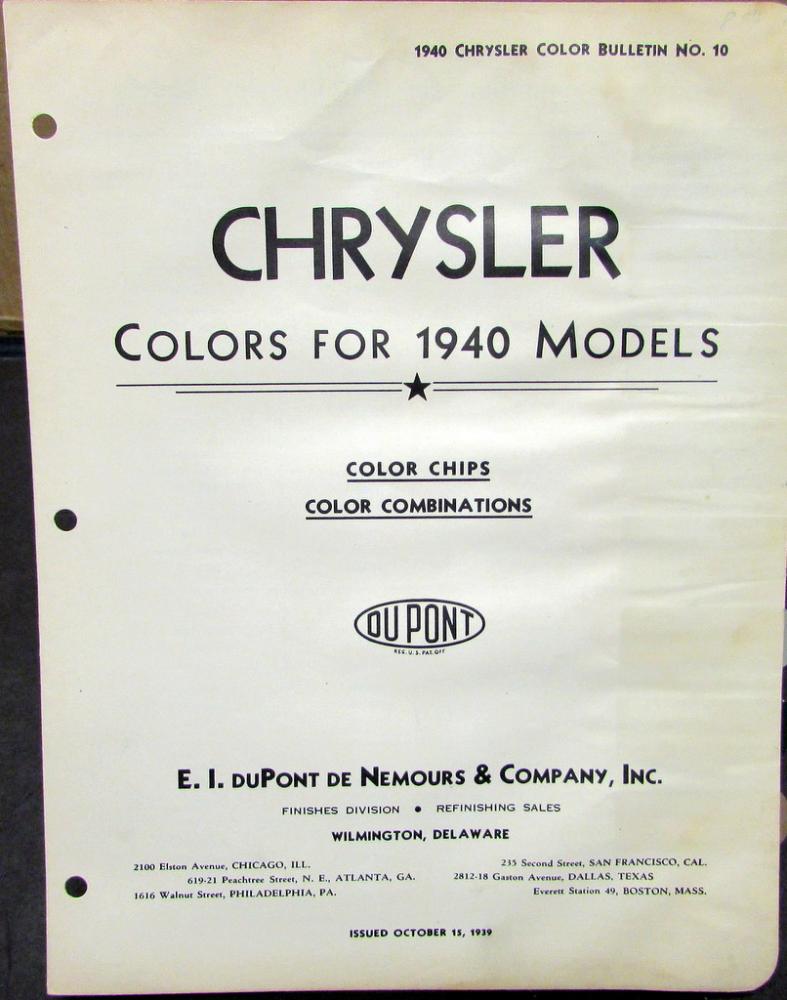 1940 CHRYSLER COLOR BULLETIN NO. 10
CHRYSLER
COLORS FOR 1940 MODELS
COLOR CHIPS
COLOR COMBINATIONS
DU PONT
REG. U.S. PAT. OFF.
E. I. DUPONT DE NEMOURS & COMPANY, INC.
FINISHES DIVISION • REFINISHING SALES
WILMINGTON, DELAWARE
2100 Elston Avenue, CHICAGO, ILL.
619-21 Peachtree Street, N. E., ATLANTA, GA.
1616 Walnut Street, PHILADELPHIA, PA.
235 Second Street, SAN FRANCISCO, CAL.
2812-18 Gaston Avenue, DALLAS, TEXAS
Everett Station 49, BOSTON, MASS.
ISSUED OCTOBER 15, 1939